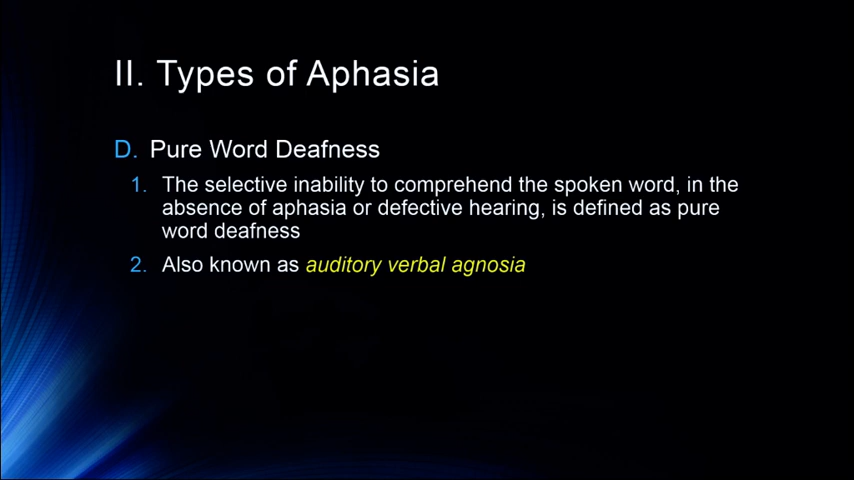 II. Types of Aphasia
D. Pure Word Deafness
1. The selective inability to comprehend the spoken word, in the
absence of aphasia or defective hearing, is defined as pure
word deafness
2. Also known as auditory verbal agnosia